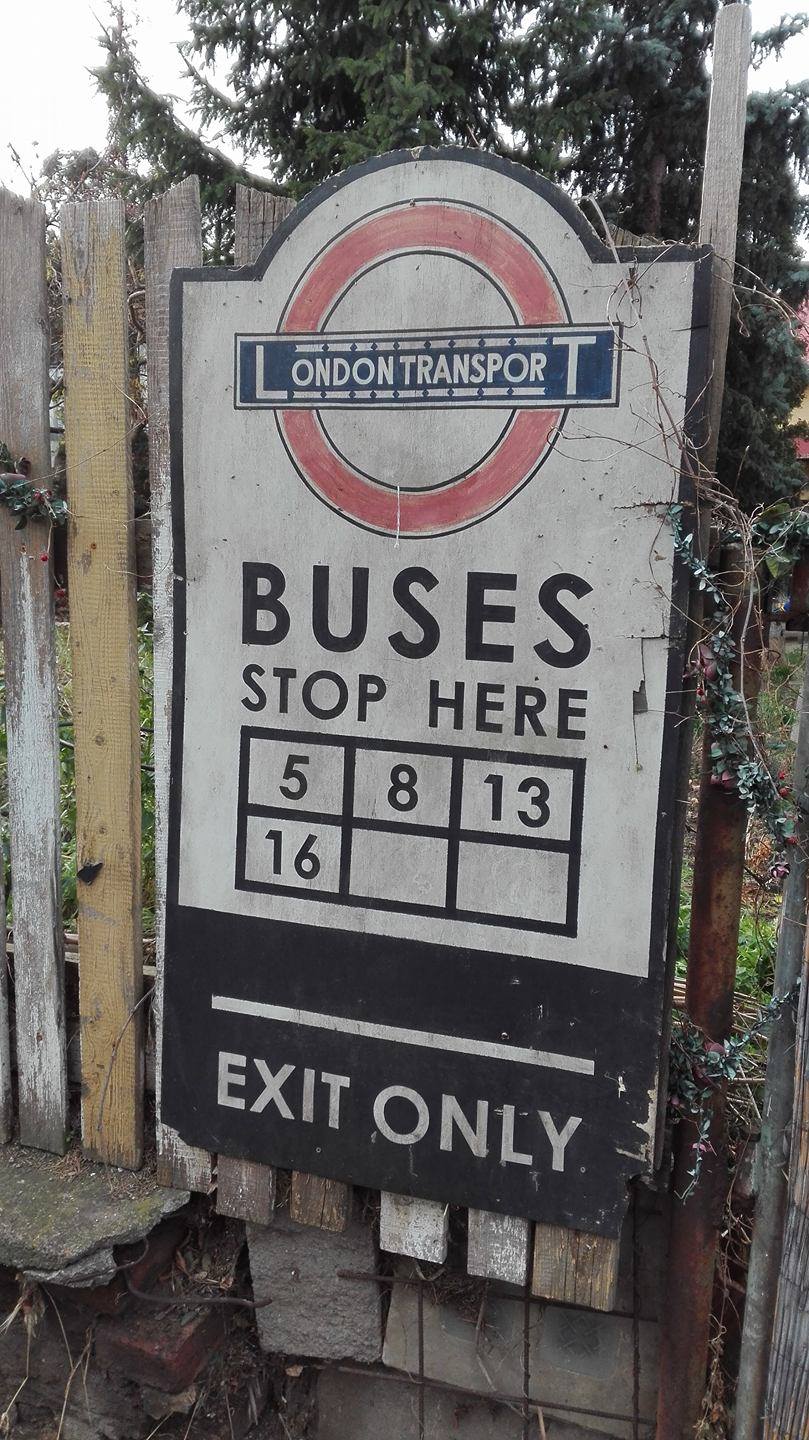 LONDON TRANSPORT
BUSES
STOP HERE
5 8 13
16
EXIT ONLY